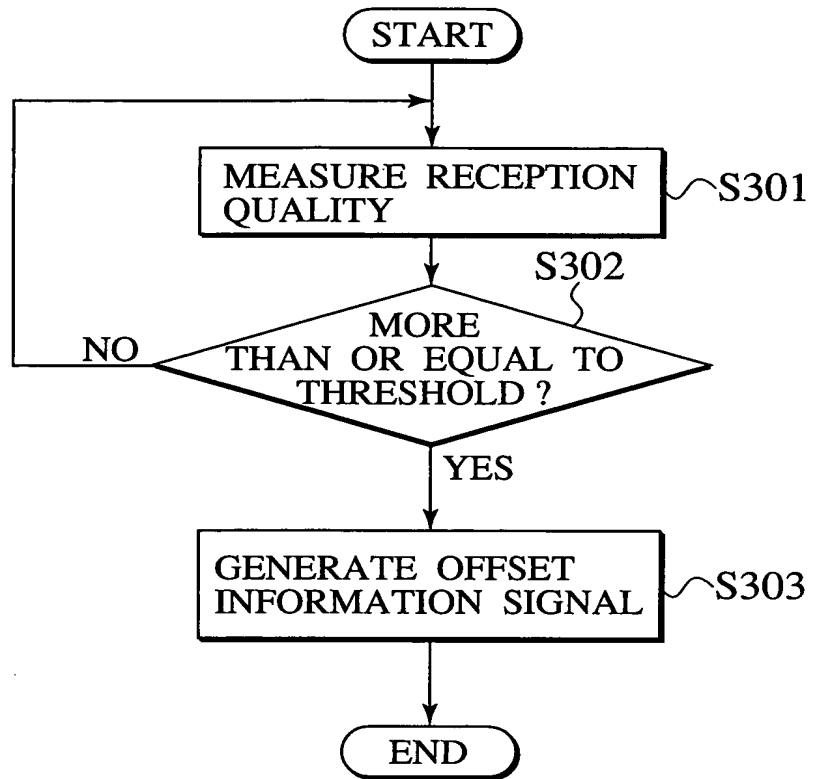 START
MEASURE RECEPTION
QUALITY
S301
S302
MORE
THAN OR EQUAL TO
THRESHOLD ?
NO
YES
GENERATE OFFSET
INFORMATION SIGNAL
S303
END